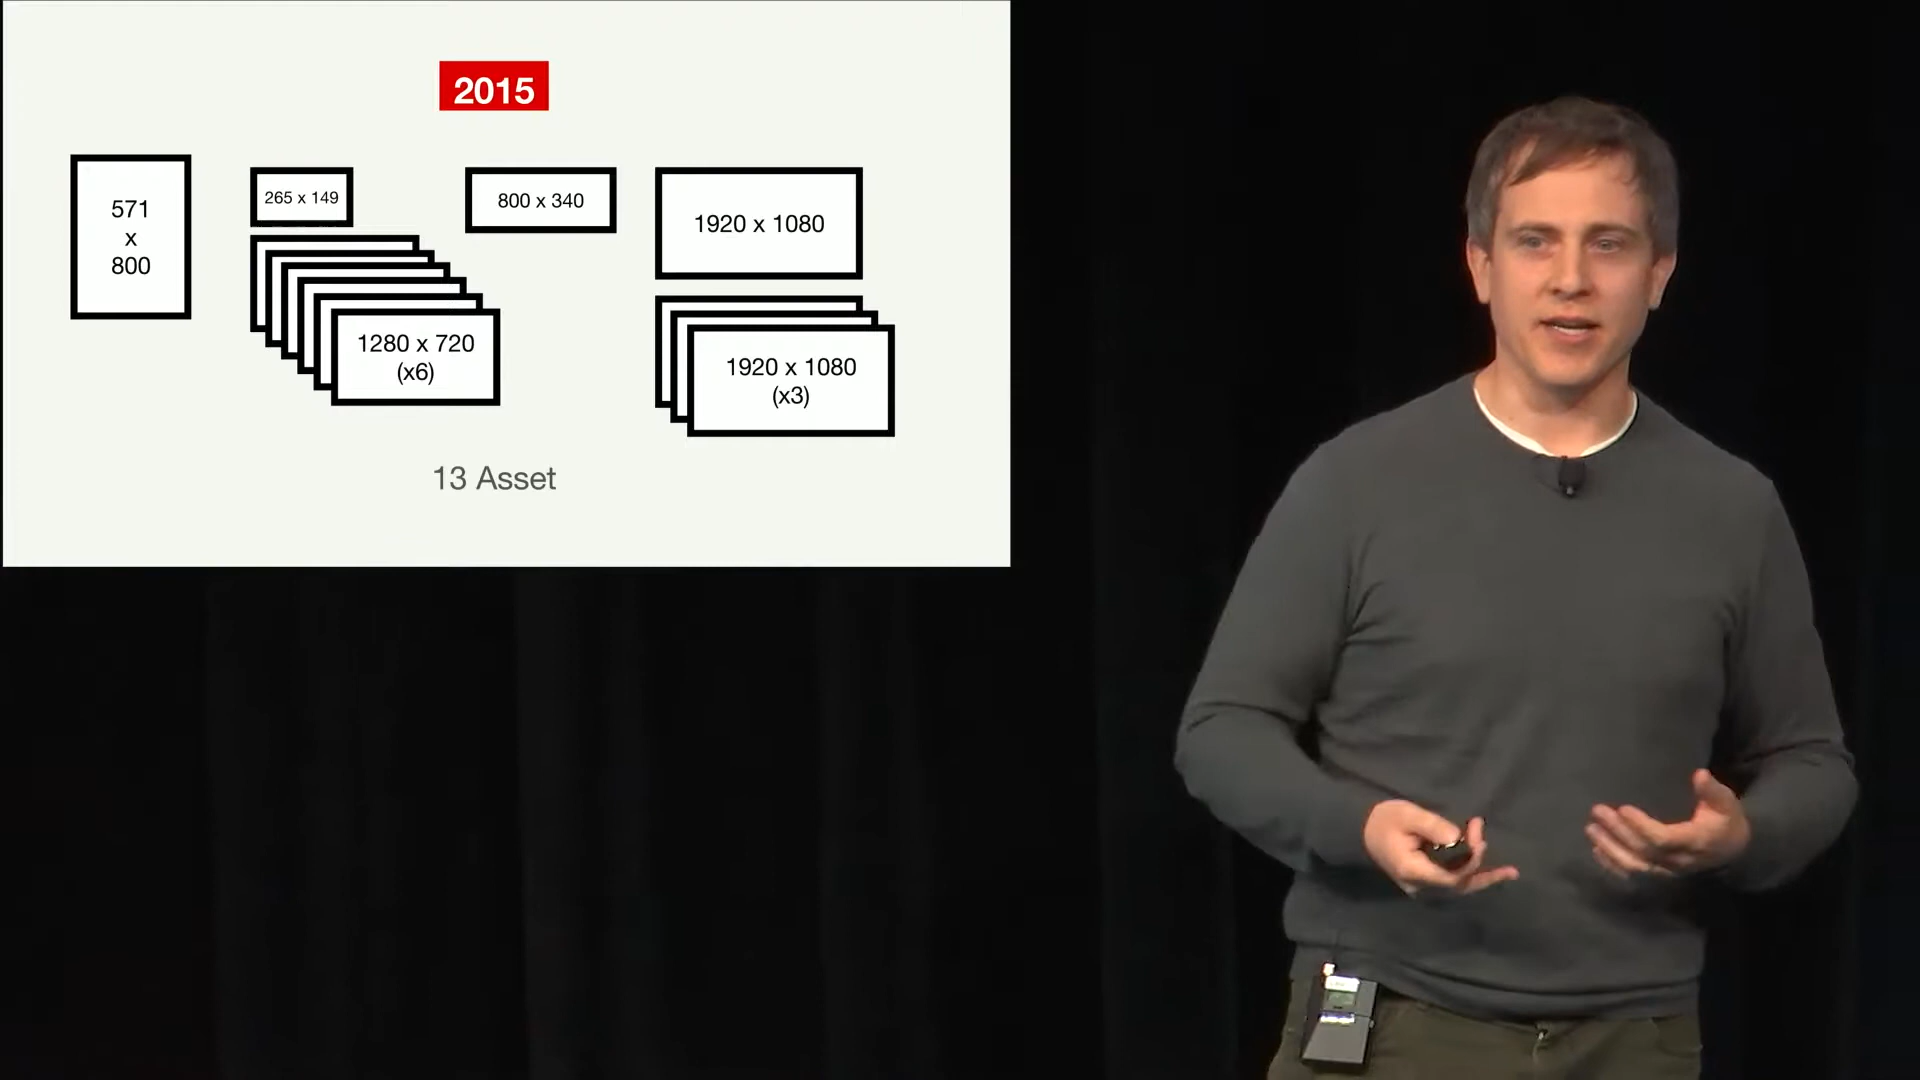 2015
571
x
800
265 x 149
800 x 340
1920 x 1080
1280 x 720
(x6)
1920 x 1080
(x3)
13 Asset